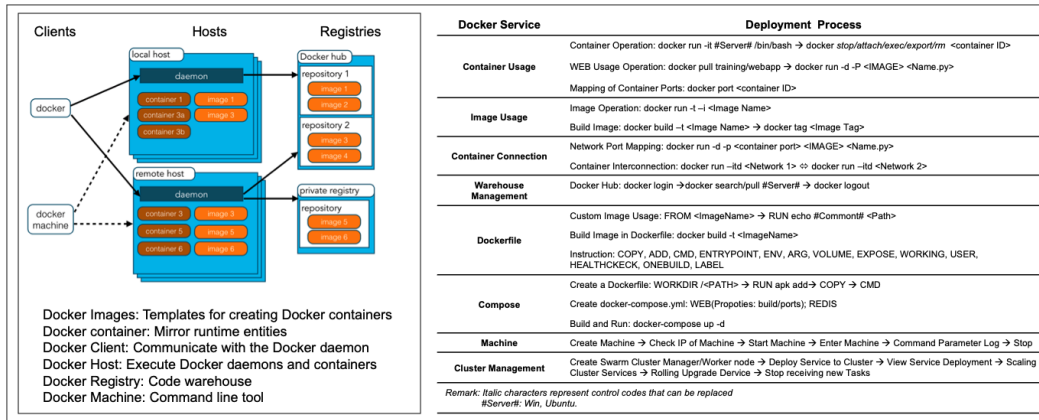 Clients
Hosts
Registries
docker
docker
machine
local host
daemon
container 1
image 1
container 3a
image 3
container 3b
remote host
daemon
container 3
image 3
container 5
image 5
container 6
image 6
Docker hub
repository 1
image 1
image 2
repository 2
image 3
image 4
private registry
repository
image 5
image 6
Docker Images: Templates for creating Docker containers
Docker container: Mirror runtime entities
Docker Client: Communicate with the Docker daemon
Docker Host: Execute Docker daemons and containers
Docker Registry: Code warehouse
Docker Machine: Command line tool
Docker Service
Deployment Process
Container Usage
Container Operation: docker run -it #Server# /bin/bash → docker stop/attach/exec/export/rm <container ID>
WEB Usage Operation: docker pull training/webapp → docker run -d -P <IMAGE> <Name.py>
Mapping of Container Ports: docker port <container ID>
Image Usage
Image Operation: docker run -t –i <Image Name>
Build Image: docker build –t <Image Name> → docker tag <Image Tag>
Container Connection
Network Port Mapping: docker run -d -p <container port> <IMAGE> <Name.py>
Container Interconnection: docker run –itd <Network 1> ⇔ docker run –itd <Network 2>
Warehouse
Management
Docker Hub: docker login →docker search/pull #Server# → docker logout
Dockerfile
Custom Image Usage: FROM <ImageName> → RUN echo #Commont# <Path>
Build Image in Dockerfile: docker build -t <ImageName>
Instruction: COPY, ADD, CMD, ENTRYPOINT, ENV, ARG, VOLUME, EXPOSE, WORKING, USER,
HEALTHCKECK, ONEBUILD, LABEL
Compose
Create a Dockerfile: WORKDIR /<PATH> → RUN apk add→ COPY → CMD
Create docker-compose.yml: WEB(Propoties: build/ports); REDIS
Build and Run: docker-compose up -d
Machine
Create Machine → Check IP of Machine → Start Machine → Enter Machine → Command Parameter Log → Stop
Cluster Management
Create Swarm Cluster Manager/Worker node → Deploy Service to Cluster → View Service Deployment → Scaling
Cluster Services → Rolling Upgrade Dervice → Stop receiving new Tasks
Remark: Italic characters represent control codes that can be replaced
#Server#: Win, Ubuntu.